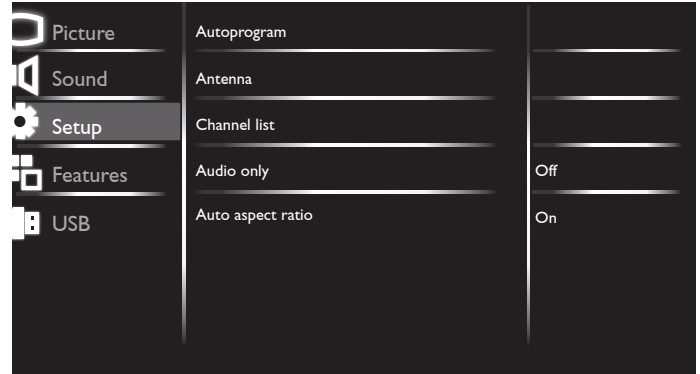 Picture
Sound
Setup
Features
USB
Autoprogram
Antenna
Channel list
Audio only Off
Auto aspect ratio On